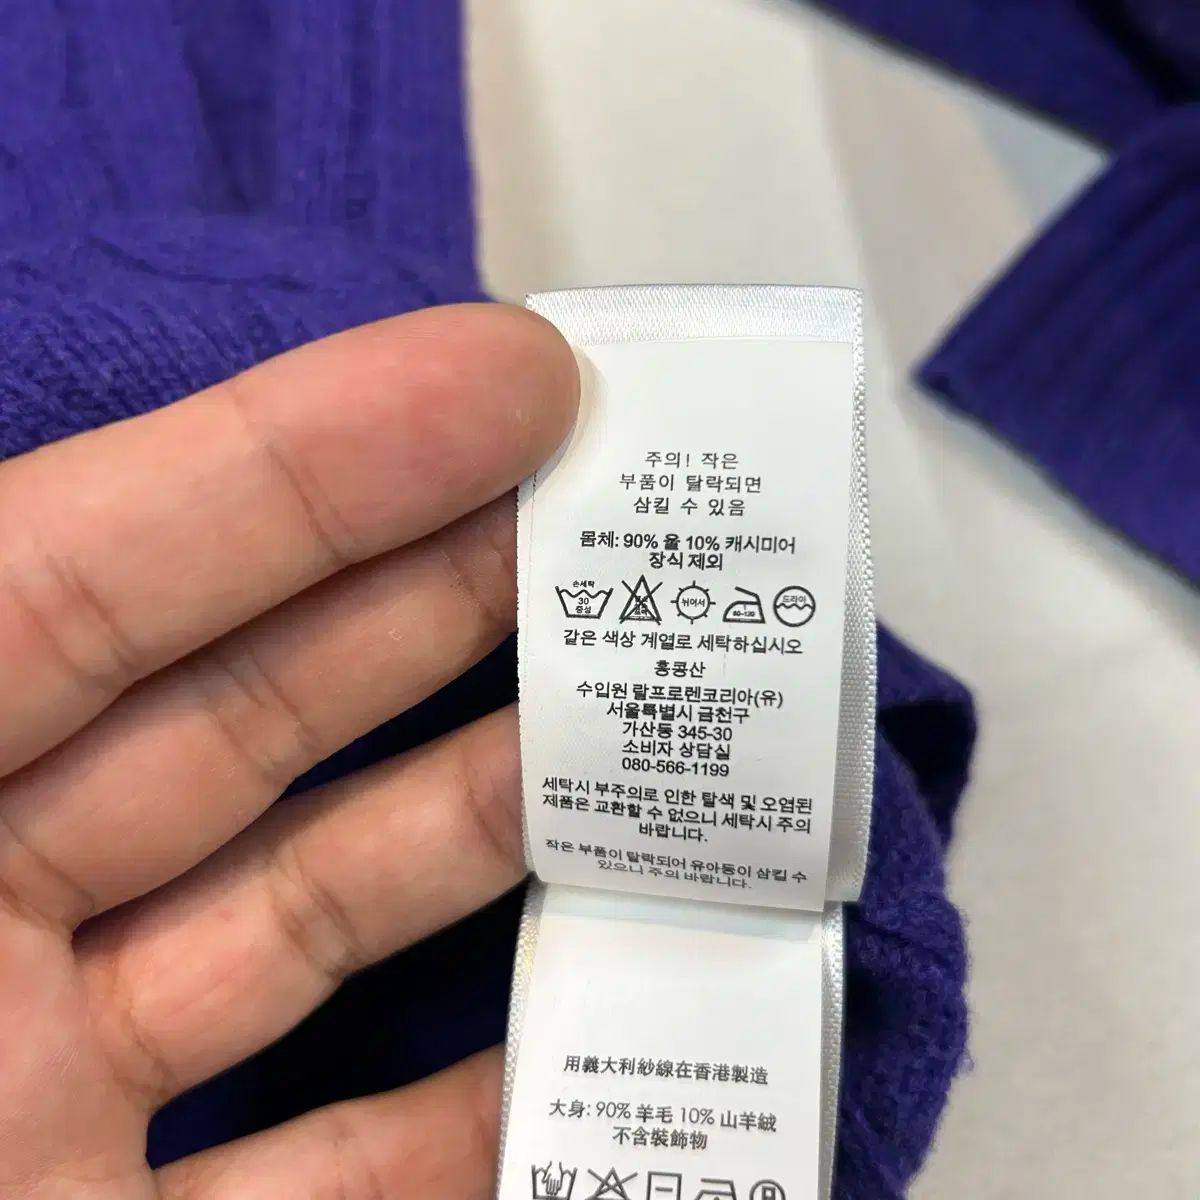 주의! 작은
부품이 탈락되면
삼킬 수 있음
몸체: 90% 울 10% 캐시미어
장식 제외
손세탁
30
중성
뉘어서
60-120
드라이
같은 색상 계열로 세탁하십시오
홍콩산
수입원 랄프로렌코리아(유)
서울특별시 금천구
가산동 345-30
소비자 상담실
080-566-1199
세탁시 부주의로 인한 탈색 및 오염된
제품은 교환할 수 없으니 세탁시 주의
바랍니다.
작은 부품이 탈락되어 유아동이 삼킬 수
있으니 주의 바랍니다.
用義大利紗線在香港製造
大身: 90% 羊毛 10% 山羊絨
不含裝飾物